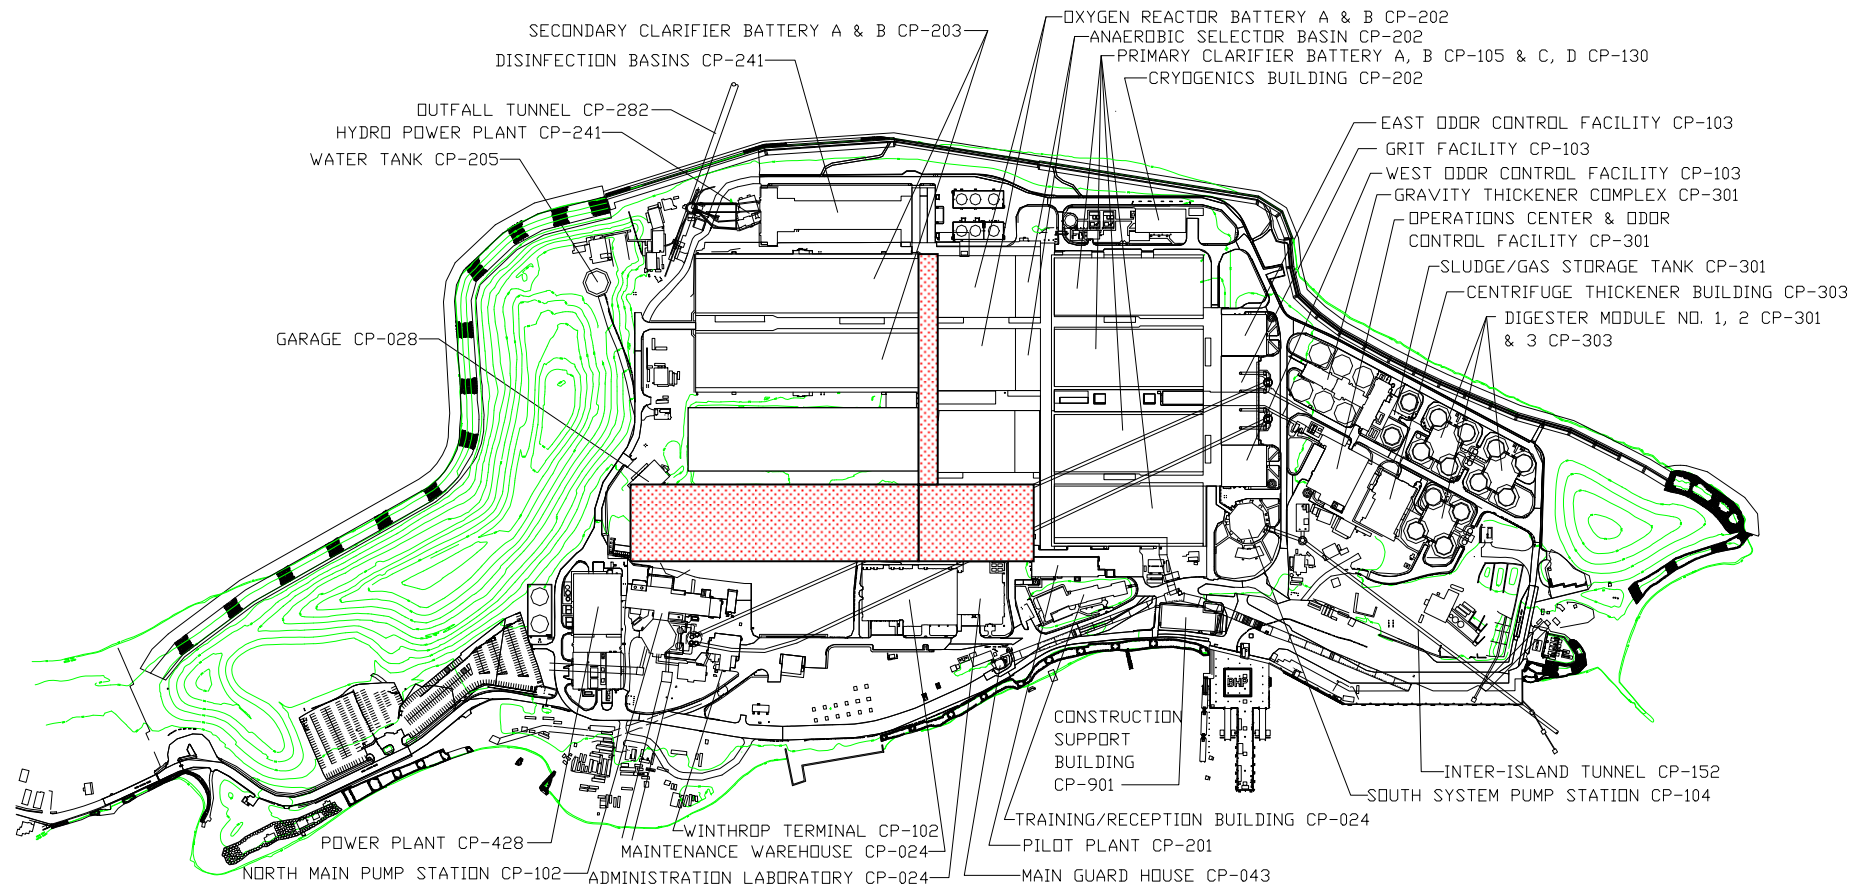 SECONDARY CLARIFIER BATTERY A & B CP-203
DISINFECTION BASINS CP-241
OUTFALL TUNNEL CP-282
HYDRO POWER PLANT CP-241
WATER TANK CP-205
OXYGEN REACTOR BATTERY A & B CP-202
ANAEROBIC SELECTOR BASIN CP-202
PRIMARY CLARIFIER BATTERY A, B CP-105 & C, D CP-130
CRYOGENICS BUILDING CP-202
EAST ODOR CONTROL FACILITY CP-103
GRIT FACILITY CP-103
WEST ODOR CONTROL FACILITY CP-103
GRAVITY THICKENER COMPLEX CP-301
OPERATIONS CENTER & ODOR
CONTROL FACILITY CP-301
SLUDGE/GAS STORAGE TANK CP-301
CENTRIFUGE THICKENER BUILDING CP-303
DIGESTER MODULE NO. 1, 2 CP-301
& 3 CP-303
GARAGE CP-028
BHP
CONSTRUCTION
SUPPORT
BUILDING
CP-901
INTER-ISLAND TUNNEL CP-152
SOUTH SYSTEM PUMP STATION CP-104
TRAINING/RECEPTION BUILDING CP-024
PILOT PLANT CP-201
MAIN GUARD HOUSE CP-043
WINTHROP TERMINAL CP-102
MAINTENANCE WAREHOUSE CP-024
ADMINISTRATION LABORATORY CP-024
POWER PLANT CP-428
NORTH MAIN PUMP STATION CP-102